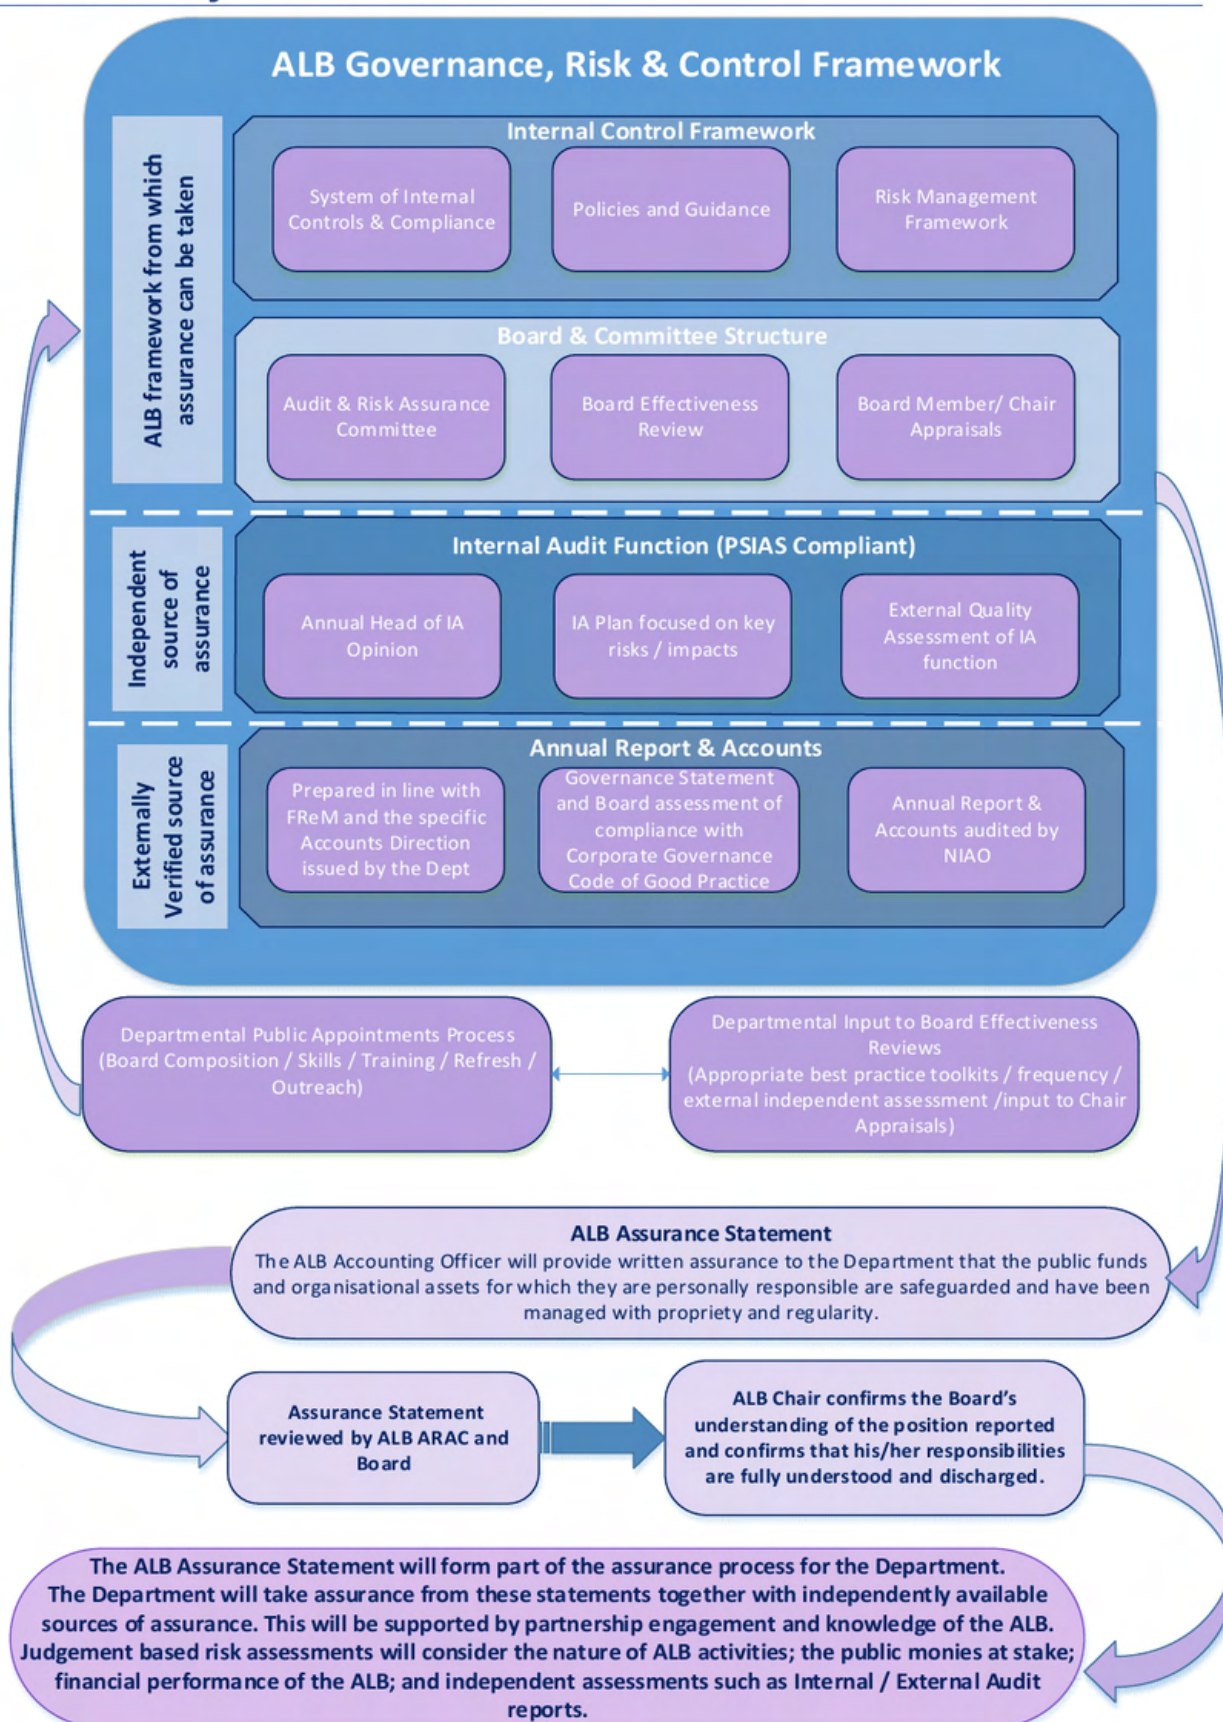 ALB Governance, Risk & Control Framework
ALB framework from which
assurance can be taken
Internal Control Framework
System of Internal
Controls & Compliance
Policies and Guidance
Risk Management
Framework
Board & Committee Structure
Audit & Risk Assurance
Committee
Board Effectiveness
Review
Board Member/ Chair
Appraisals
Independent
source of
assurance
Internal Audit Function (PSIAS Compliant)
Annual Head of IA
Opinion
IA Plan focused on key
risks / impacts
External Quality
Assessment of IA
function
Externally
Verified source
of assurance
Annual Report & Accounts
Prepared in line with
FReM and the specific
Accounts Direction
issued by the Dept
Governance Statement
and Board assessment of
compliance with
Corporate Governance
Code of Good Practice
Annual Report &
Accounts audited by
NIAO
Departmental Public Appointments Process
(Board Composition / Skills / Training / Refresh /
Outreach)
Departmental Input to Board Effectiveness
Reviews
(Appropriate best practice toolkits / frequency /
external independent assessment /input to Chair
Appraisals)
ALB Assurance Statement
The ALB Accounting Officer will provide written assurance to the Department that the public funds
and organisational assets for which they are personally responsible are safeguarded and have been
managed with propriety and regularity.
Assurance Statement
reviewed by ALB ARAC and
Board
ALB Chair confirms the Board’s
understanding of the position reported
and confirms that his/her responsibilities
are fully understood and discharged.
The ALB Assurance Statement will form part of the assurance process for the Department.
The Department will take assurance from these statements together with independently available
sources of assurance. This will be supported by partnership engagement and knowledge of the ALB.
Judgement based risk assessments will consider the nature of ALB activities; the public monies at stake;
financial performance of the ALB; and independent assessments such as Internal / External Audit
reports.